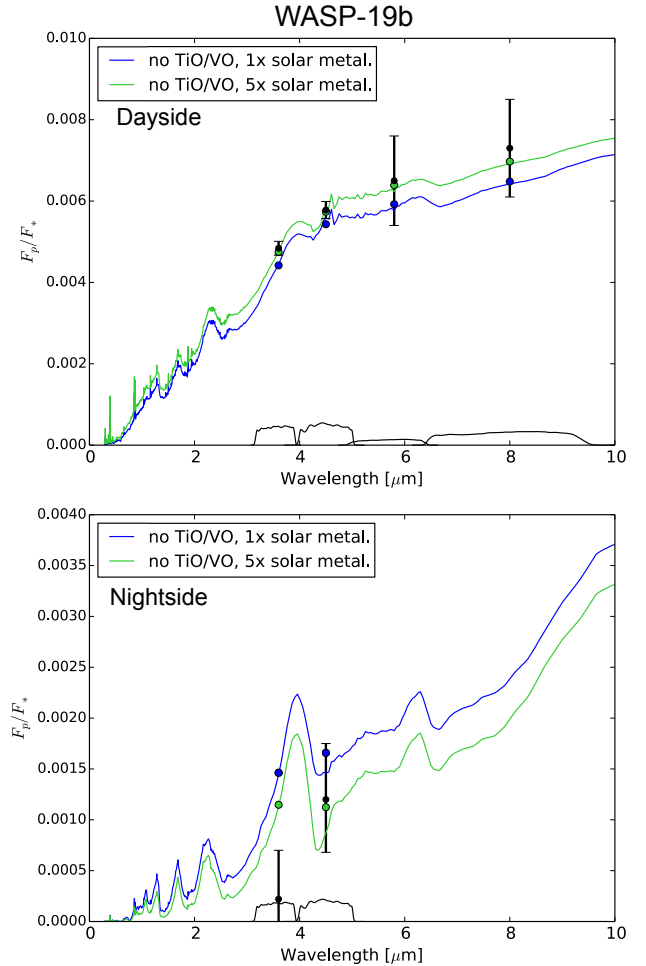 WASP-19b
0.010
no TiO/VO, 1x solar metal.
no TiO/VO, 5x solar metal.
Dayside
0.008
0.006
F_p/F_*
0.004
0.002
0.000
0 2 4 6 8 10
Wavelength [μm]
0.0040
no TiO/VO, 1x solar metal.
no TiO/VO, 5x solar metal.
0.0035
Nightside
0.0030
0.0025
0.0020
F_p/F_*
0.0015
0.0010
0.0005
0.0000
0 2 4 6 8 10
Wavelength [μm]